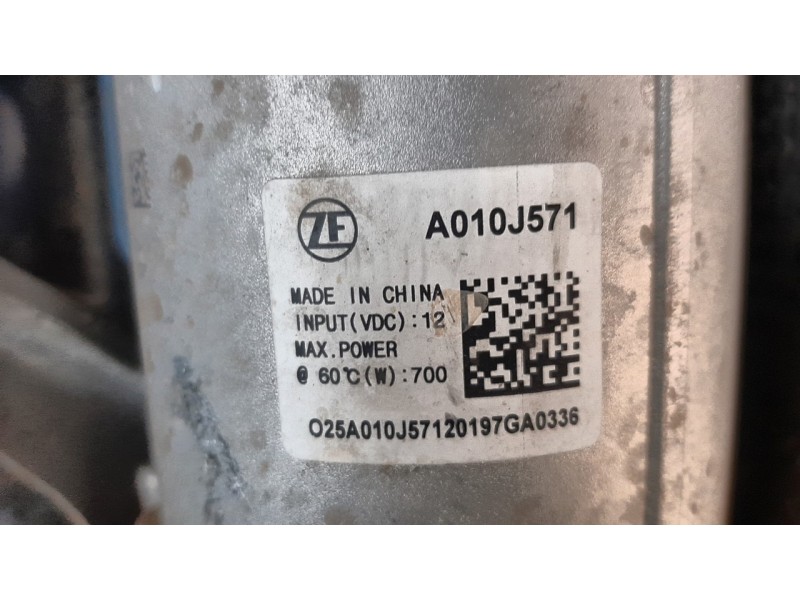 ZF
A010J571
MADE IN CHINA
INPUT(VDC):12
MAX.POWER
@ 60℃(W):700
O25A010J57120197GA0336